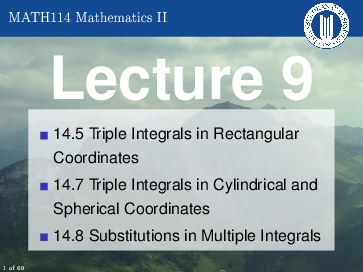 MATH114 Mathematics II
Lecture 9
14.5 Triple Integrals in Rectangular
Coordinates
14.7 Triple Integrals in Cylindrical and
Spherical Coordinates
14.8 Substitutions in Multiple Integrals
1 of 69